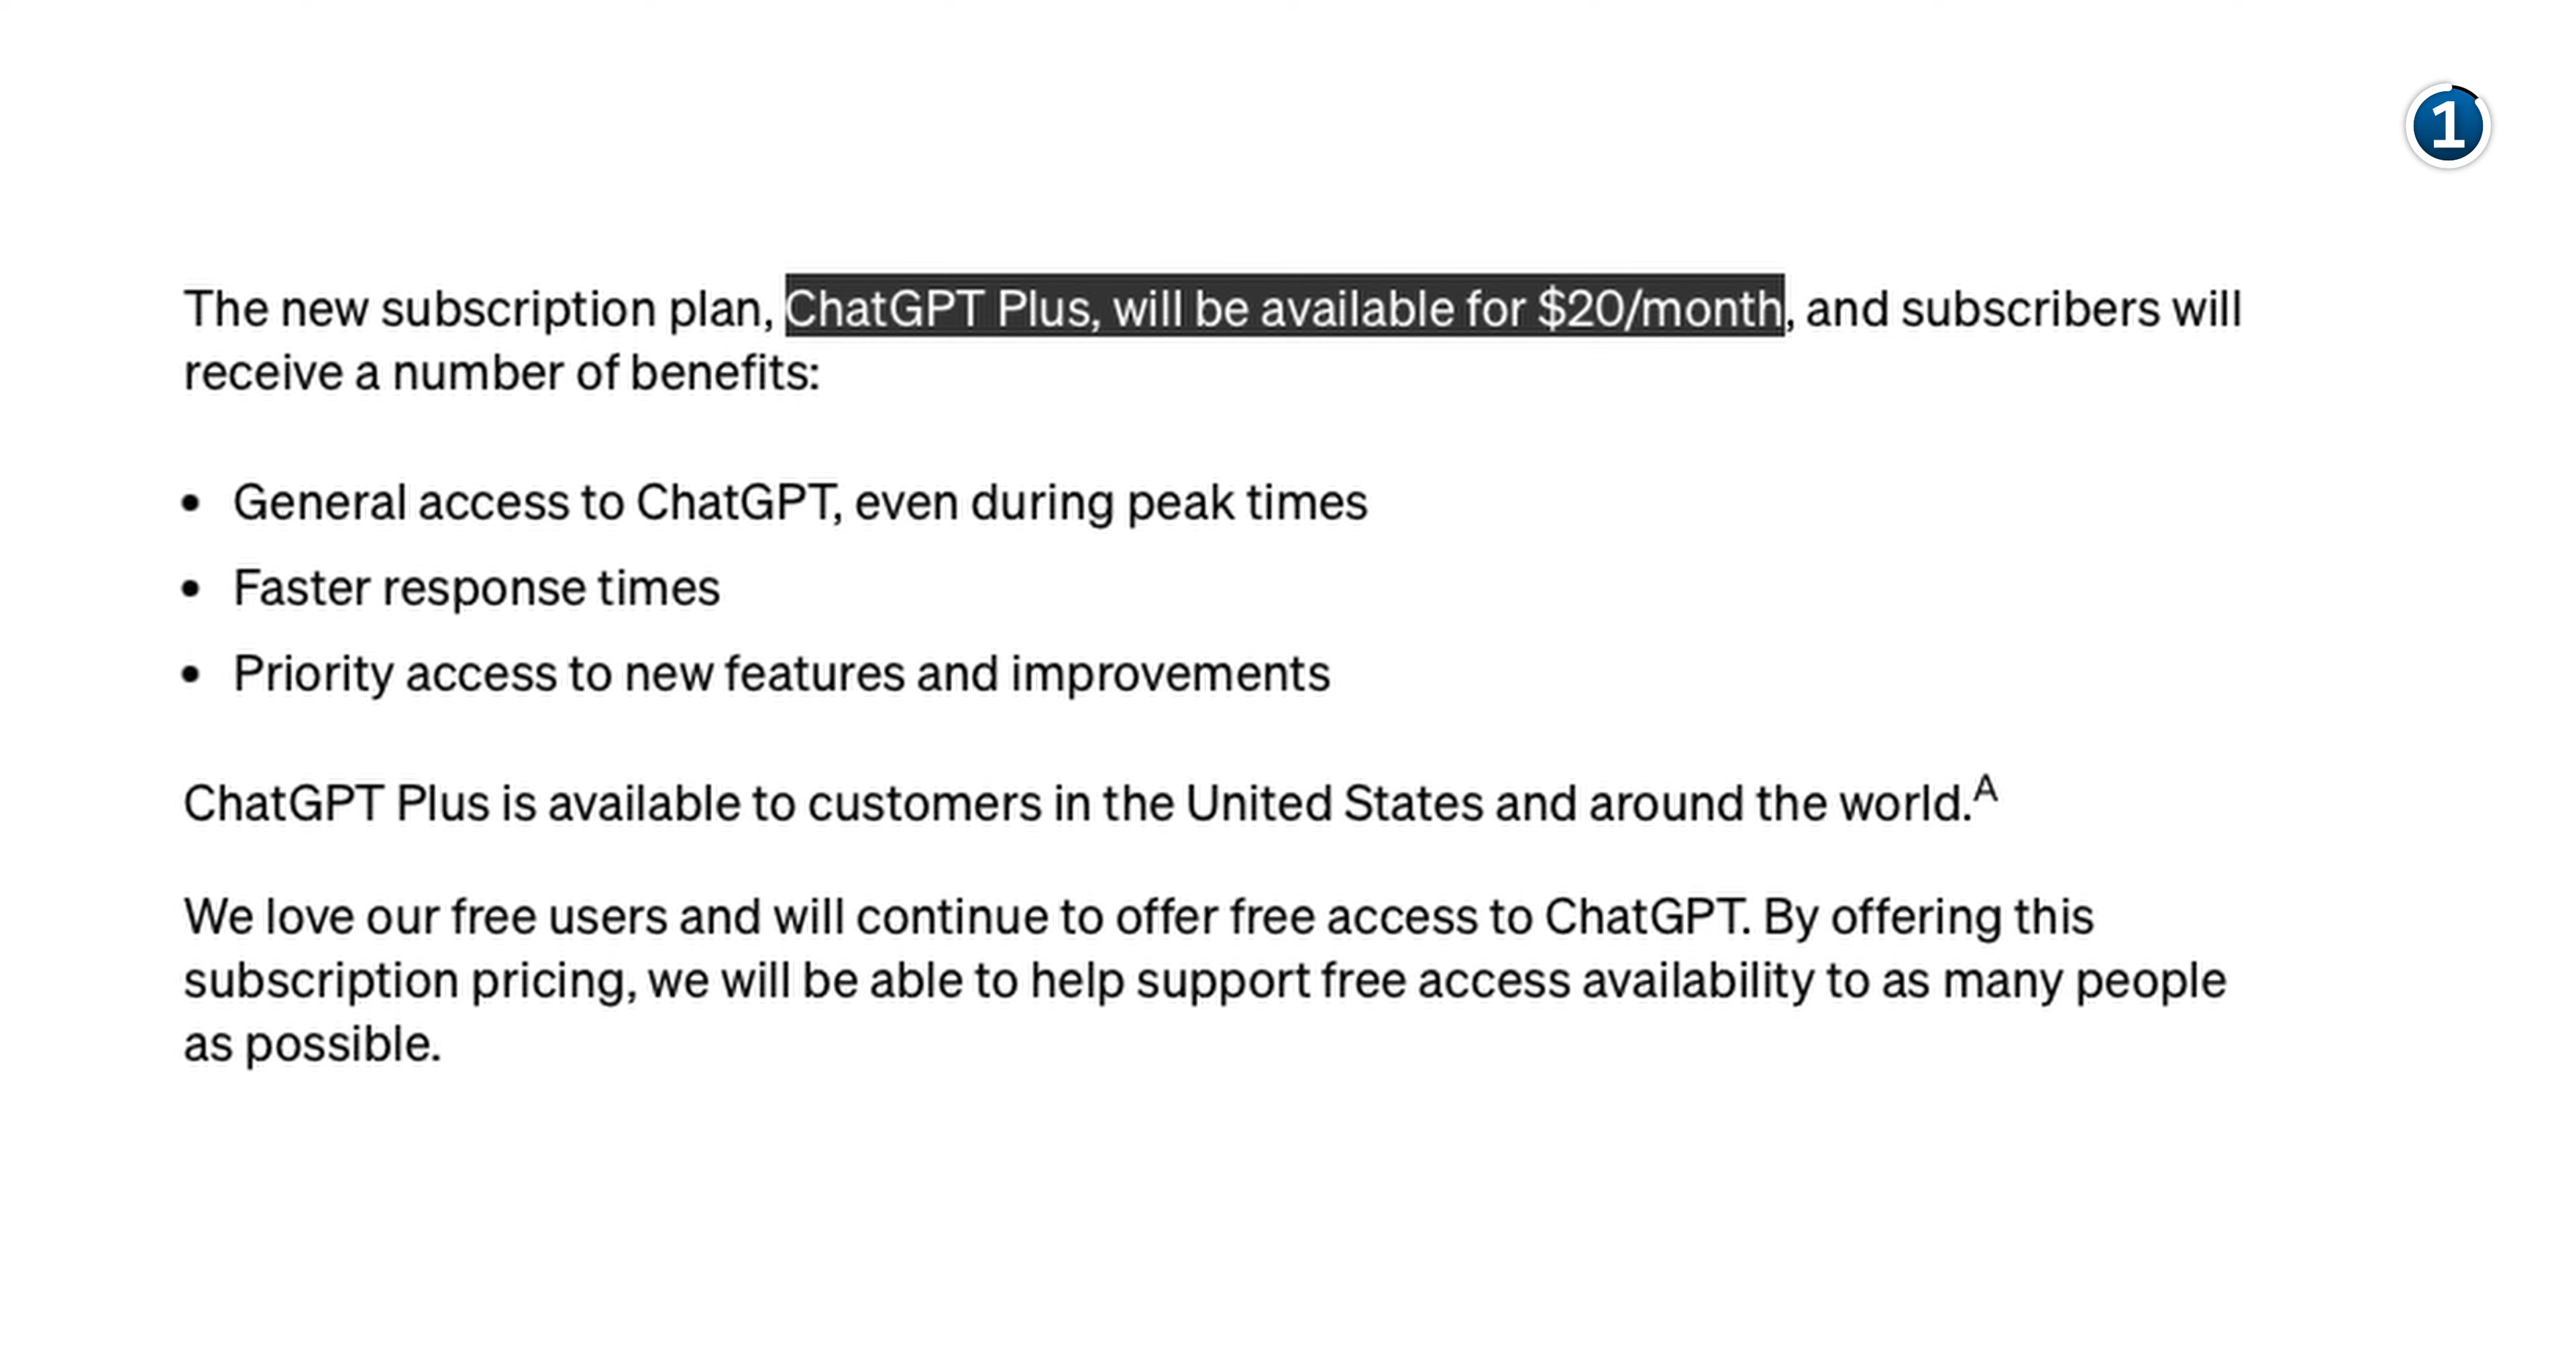 1
The new subscription plan, ChatGPT Plus, will be available for $20/month, and subscribers will
receive a number of benefits:
• General access to ChatGPT, even during peak times
• Faster response times
• Priority access to new features and improvements
ChatGPT Plus is available to customers in the United States and around the world.A
We love our free users and will continue to offer free access to ChatGPT. By offering this
subscription pricing, we will be able to help support free access availability to as many people
as possible.